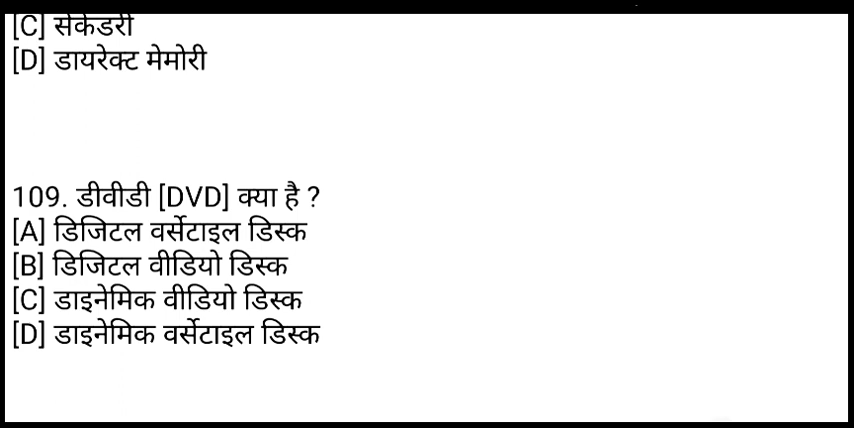 [C] सेकेंडरी
[D] डायरेक्ट मेमोरी
109. डीवीडी [DVD] क्या है ?
[A] डिजिटल वर्सेटाइल डिस्क
[B] डिजिटल वीडियो डिस्क
[C] डाइनेमिक वीडियो डिस्क
[D] डाइनेमिक वर्सेटाइल डिस्क